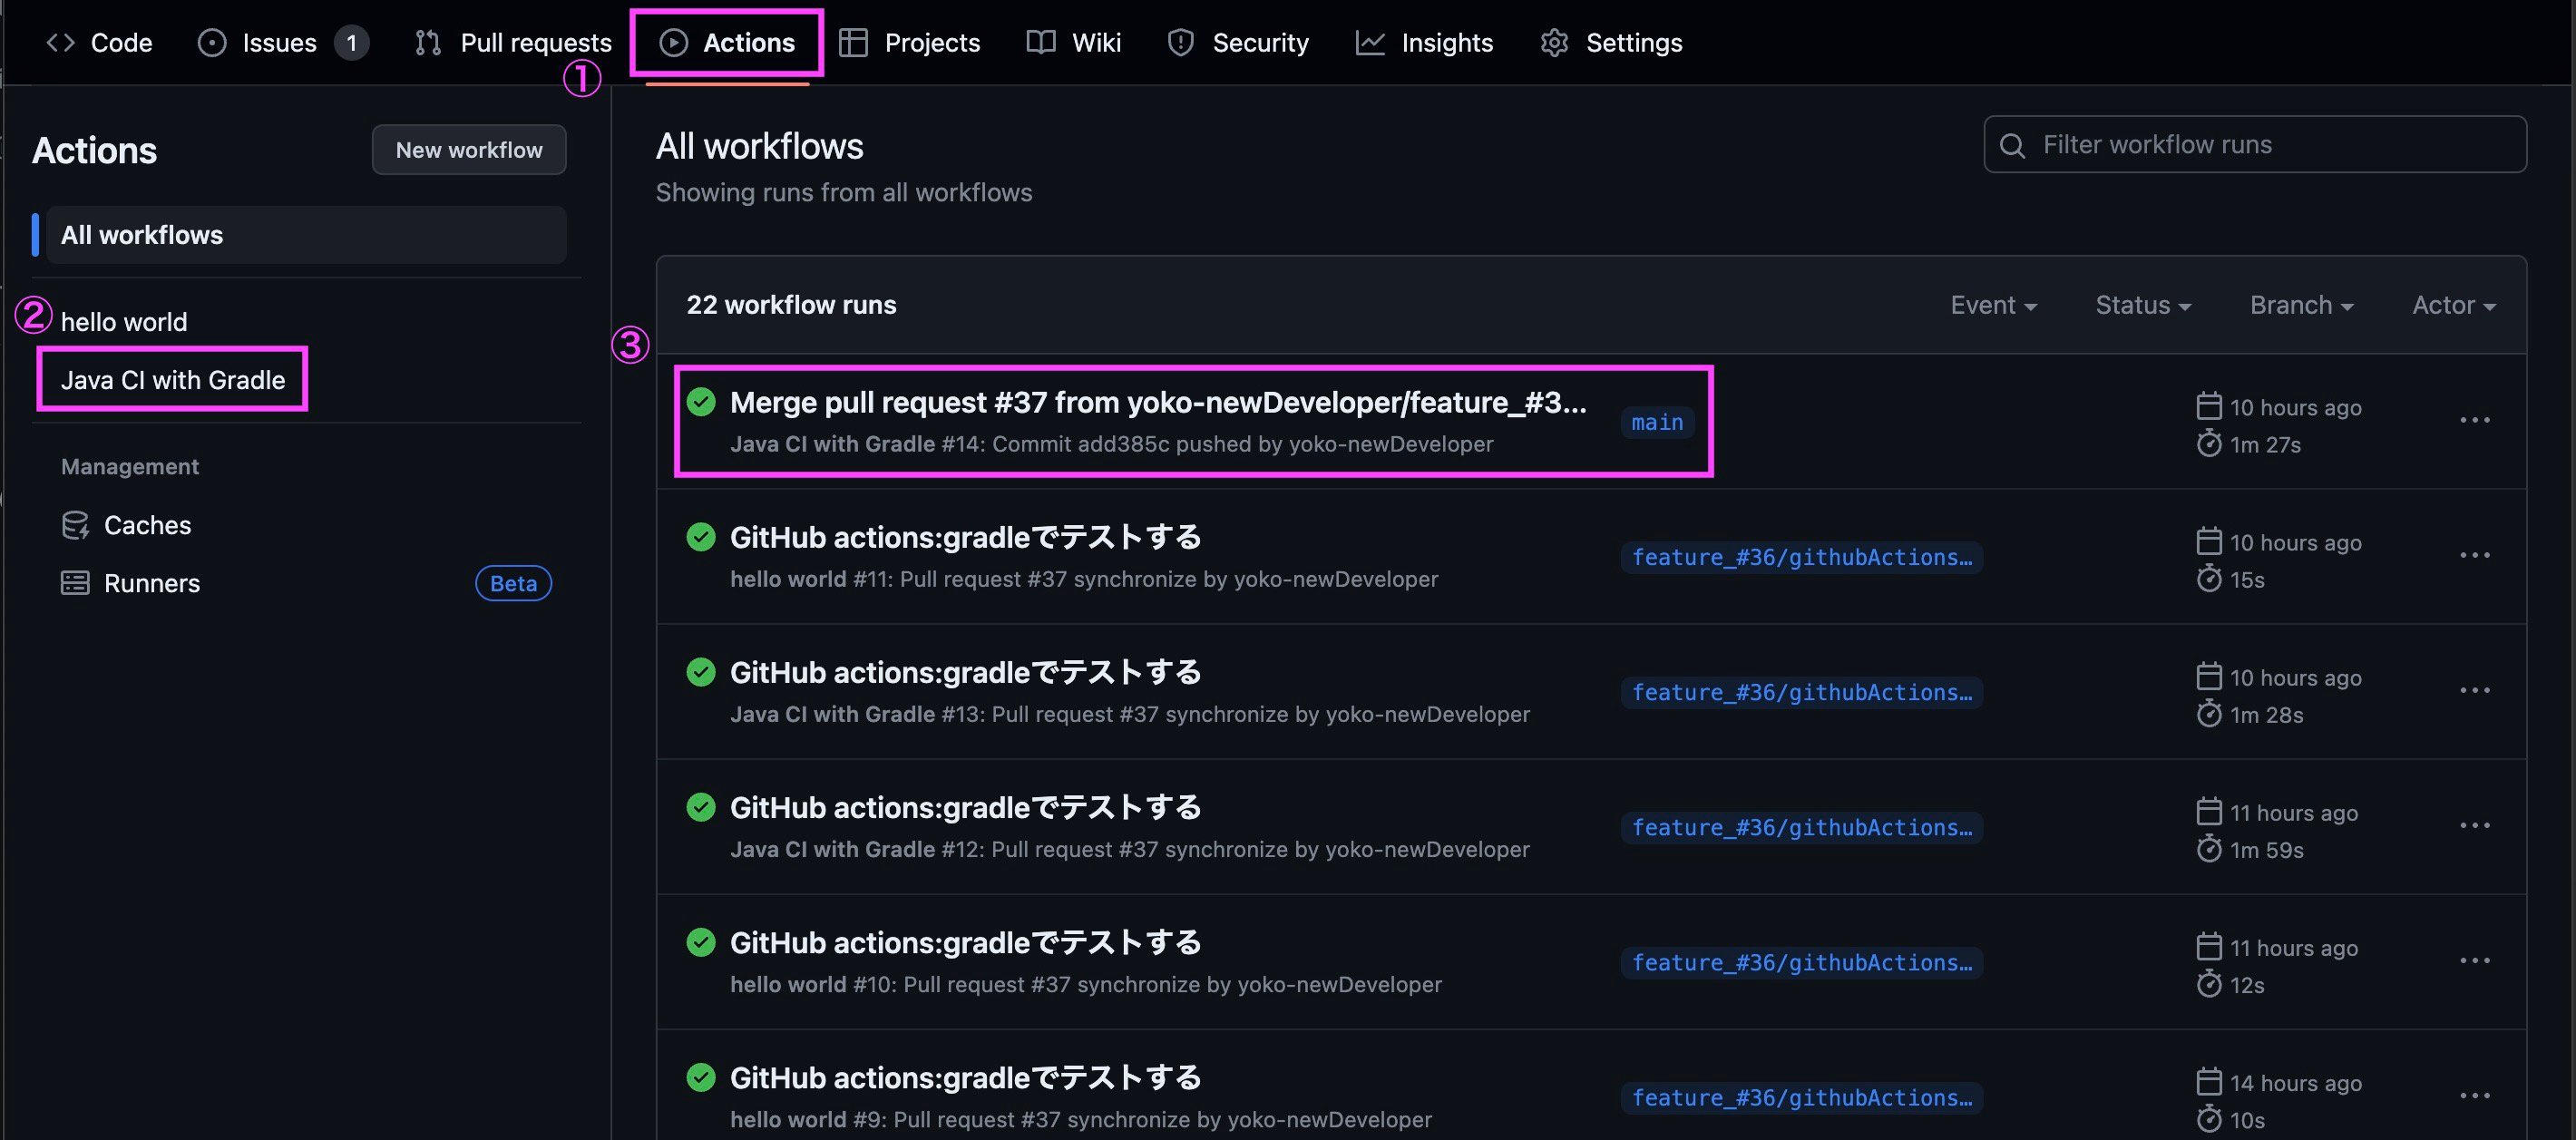 Code Issues 1 Pull requests Actions Projects Wiki Security Insights Settings
①
Actions New workflow
All workflows
②
hello world
Java CI with Gradle
Management
Caches
Runners Beta
All workflows
Filter workflow runs
Showing runs from all workflows
22 workflow runs Event Status Branch Actor
③
Merge pull request #37 from yoko-newDeveloper/feature_#3... main 10 hours ago
Java CI with Gradle #14: Commit add385c pushed by yoko-newDeveloper 1m 27s
GitHub actions:gradleでテストする feature_#36/githubActions… 10 hours ago
hello world #11: Pull request #37 synchronize by yoko-newDeveloper 15s
GitHub actions:gradleでテストする feature_#36/githubActions… 10 hours ago
Java CI with Gradle #13: Pull request #37 synchronize by yoko-newDeveloper 1m 28s
GitHub actions:gradleでテストする feature_#36/githubActions… 11 hours ago
Java CI with Gradle #12: Pull request #37 synchronize by yoko-newDeveloper 1m 59s
GitHub actions:gradleでテストする feature_#36/githubActions… 11 hours ago
hello world #10: Pull request #37 synchronize by yoko-newDeveloper 12s
GitHub actions:gradleでテストする feature_#36/githubActions… 14 hours ago
hello world #9: Pull request #37 synchronize by yoko-newDeveloper 10s